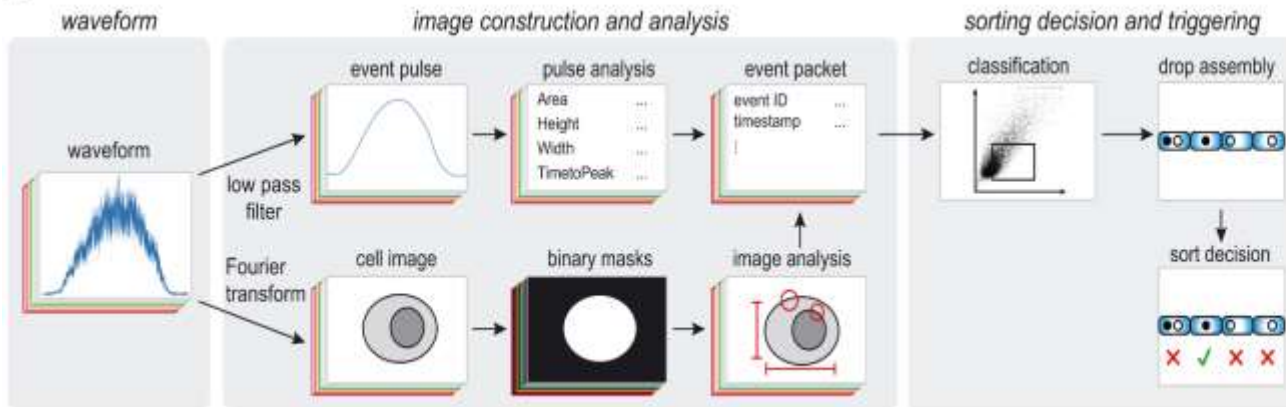 waveform
image construction and analysis
sorting decision and triggering
event pulse
pulse analysis
event packet
classification
drop assembly
Area ...
Height ...
Width ...
TimetoPeak ...
event ID ...
timestamp ...
waveform
low pass
filter
Fourier
transform
cell image
binary masks
image analysis
sort decision